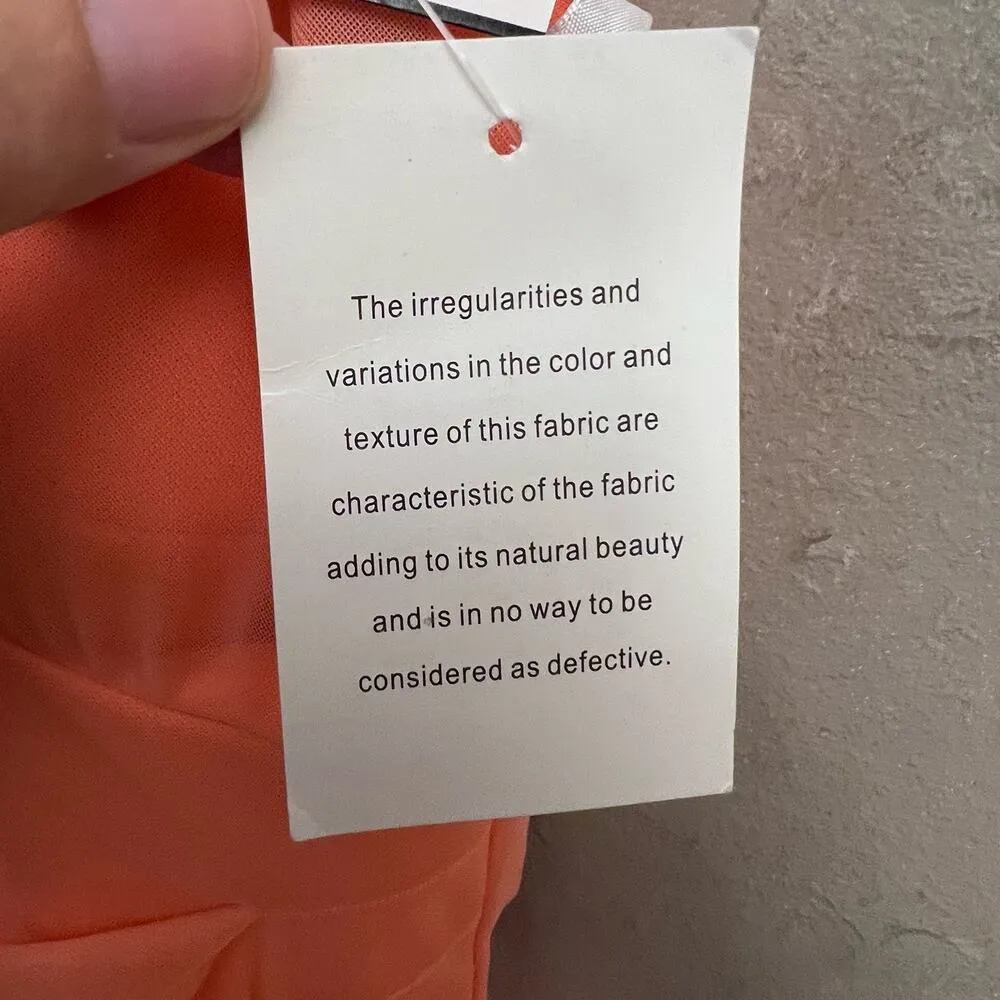 The irregularities and
variations in the color and
texture of this fabric are
characteristic of the fabric
adding to its natural beauty
and is in no way to be
considered as defective.